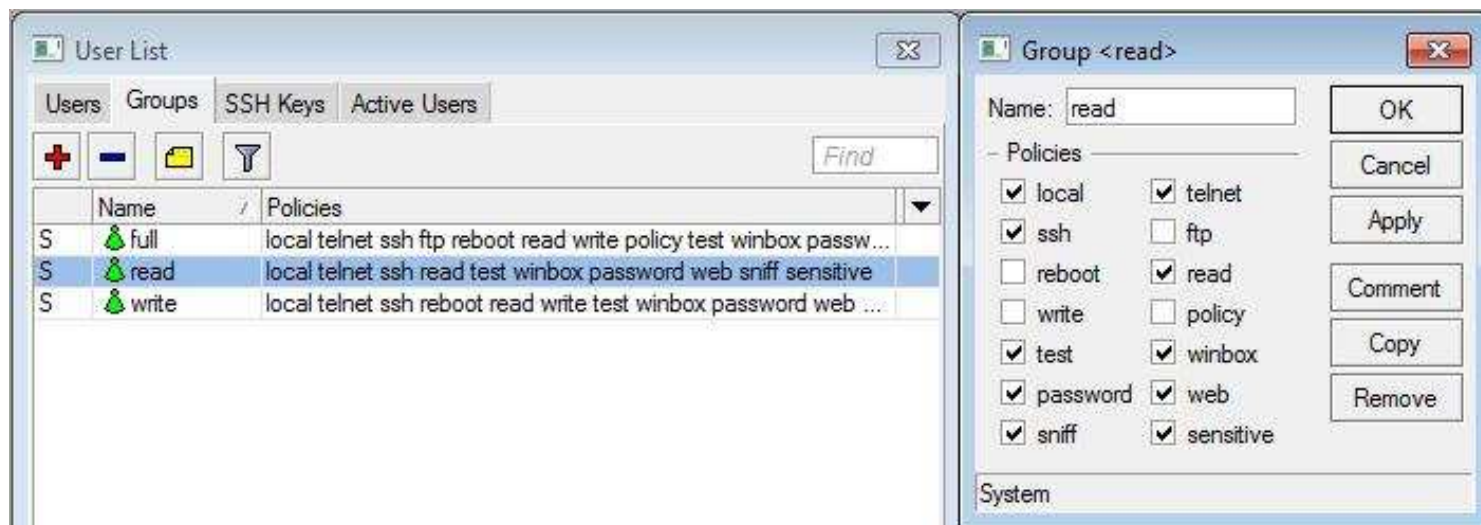 User List
Users Groups SSH Keys Active Users
Find
Name Policies
S full local telnet ssh ftp reboot read write policy test winbox passw...
S read local telnet ssh read test winbox password web sniff sensitive
S write local telnet ssh reboot read write test winbox password web ...
Group <read>
Name: read
OK
Policies
Cancel
local telnet
Apply
ssh ftp
reboot read
Comment
write policy
Copy
test winbox
password web
Remove
sniff sensitive
System